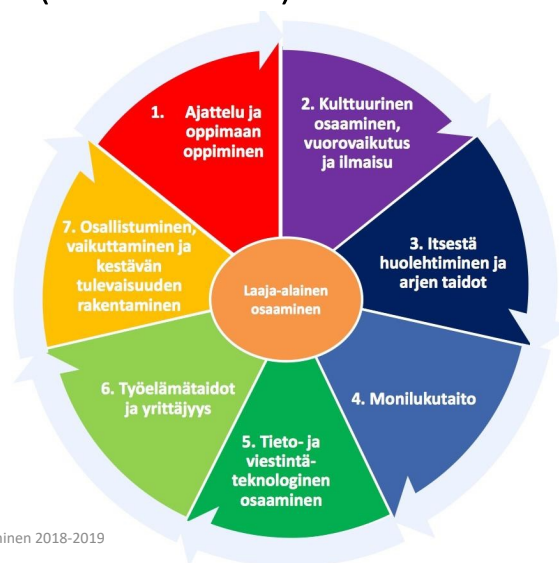 1. Ajattelu ja
oppimaan
oppiminen
2. Kulttuurinen
osaaminen,
vuorovaikutus
ja ilmaisu
3. Itsestä
huolehtiminen ja
arjen taidot
4. Monilukutaito
5. Tieto- ja
viestintä-
teknologinen
osaaminen
6. Työelämätaidot
ja yrittäjyys
7. Osallistuminen,
vaikuttaminen ja
kestävän
tulevaisuuden
rakentaminen
Laaja-alainen
osaaminen
2018-2019